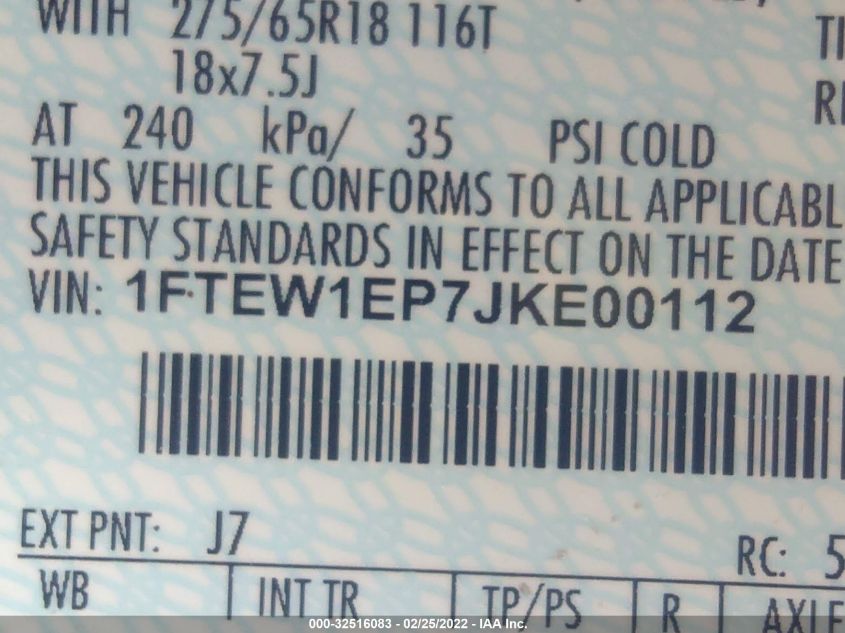 WITH 275/65R18 116T
18x7.5J
AT 240 kPa/ 35 PSI COLD
THIS VEHICLE CONFORMS TO ALL APPLICABL
SAFETY STANDARDS IN EFFECT ON THE DATE
VIN: 1FTEW1EP7JKE00112
EXT PNT: J7
RC: 5
WB INT TR TP/PS R AXLE
000-32516083 - 02/25/2022 - IAA Inc.